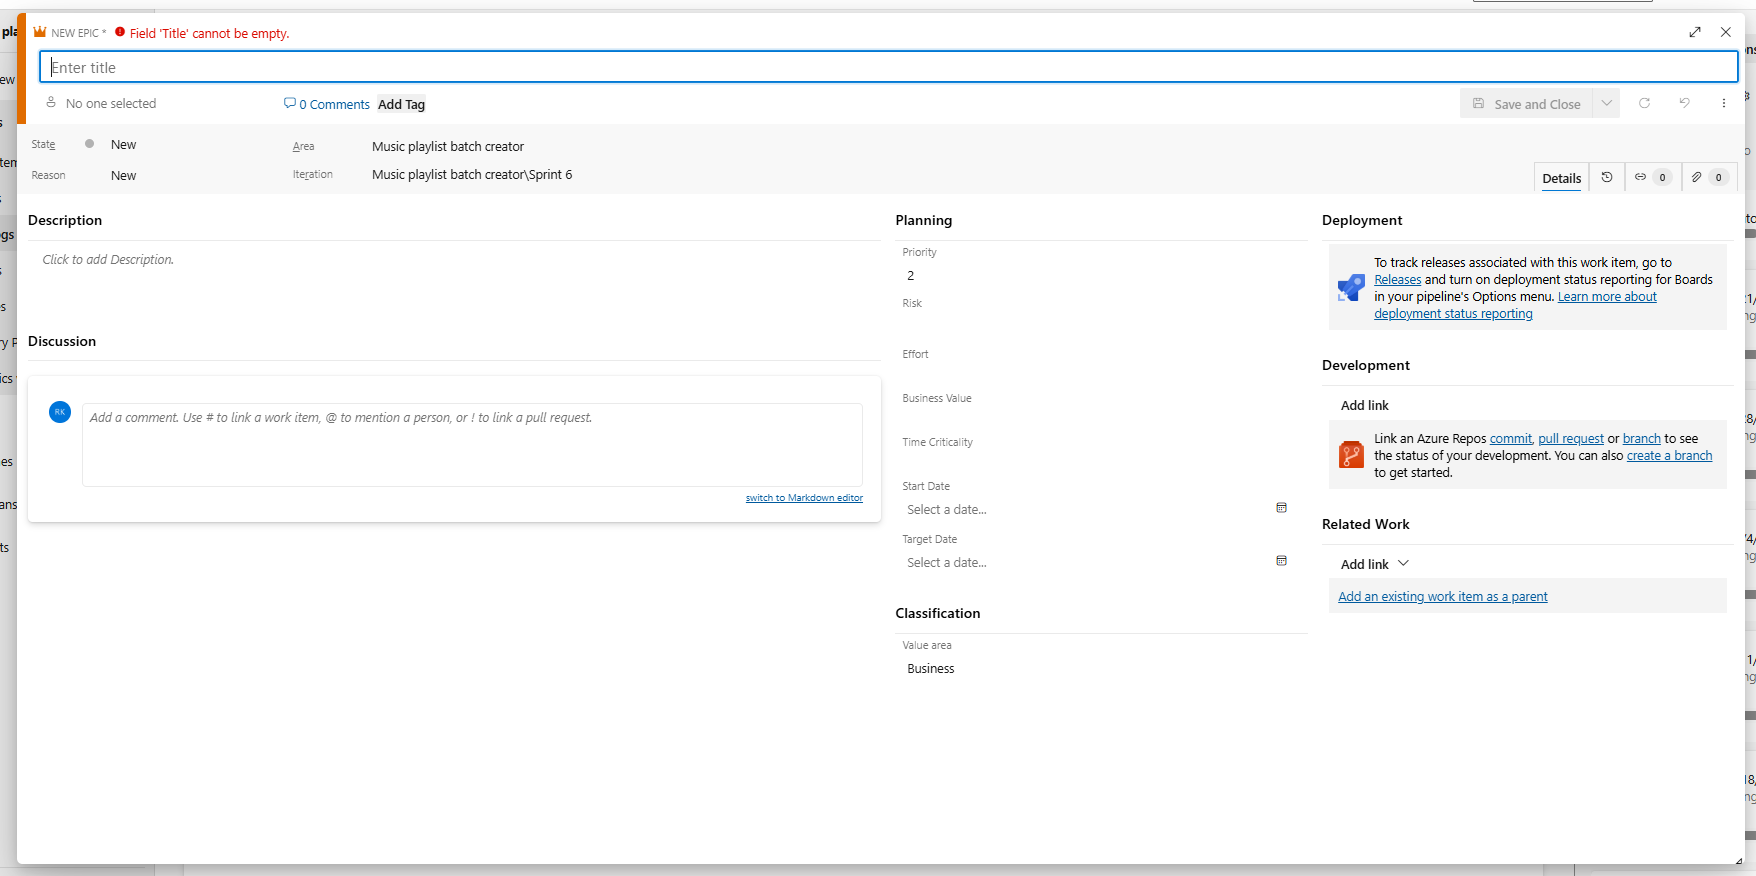 NEW EPIC * Field 'Title' cannot be empty.
Enter title
No one selected
0 Comments Add Tag
Save and Close
State New
Area Music playlist batch creator
Reason New
Iteration Music playlist batch creator\Sprint 6
Details 0 0
Description
Click to add Description.
Discussion
RK
Add a comment. Use # to link a work item, @ to mention a person, or ! to link a pull request.
switch to Markdown editor
Planning
Priority
2
Risk
Effort
Business Value
Time Criticality
Start Date
Select a date...
Target Date
Select a date...
Classification
Value area
Business
Deployment
To track releases associated with this work item, go to
Releases and turn on deployment status reporting for Boards
in your pipeline's Options menu. Learn more about
deployment status reporting
Development
Add link
Link an Azure Repos commit, pull request or branch to see
the status of your development. You can also create a branch
to get started.
Related Work
Add link
Add an existing work item as a parent